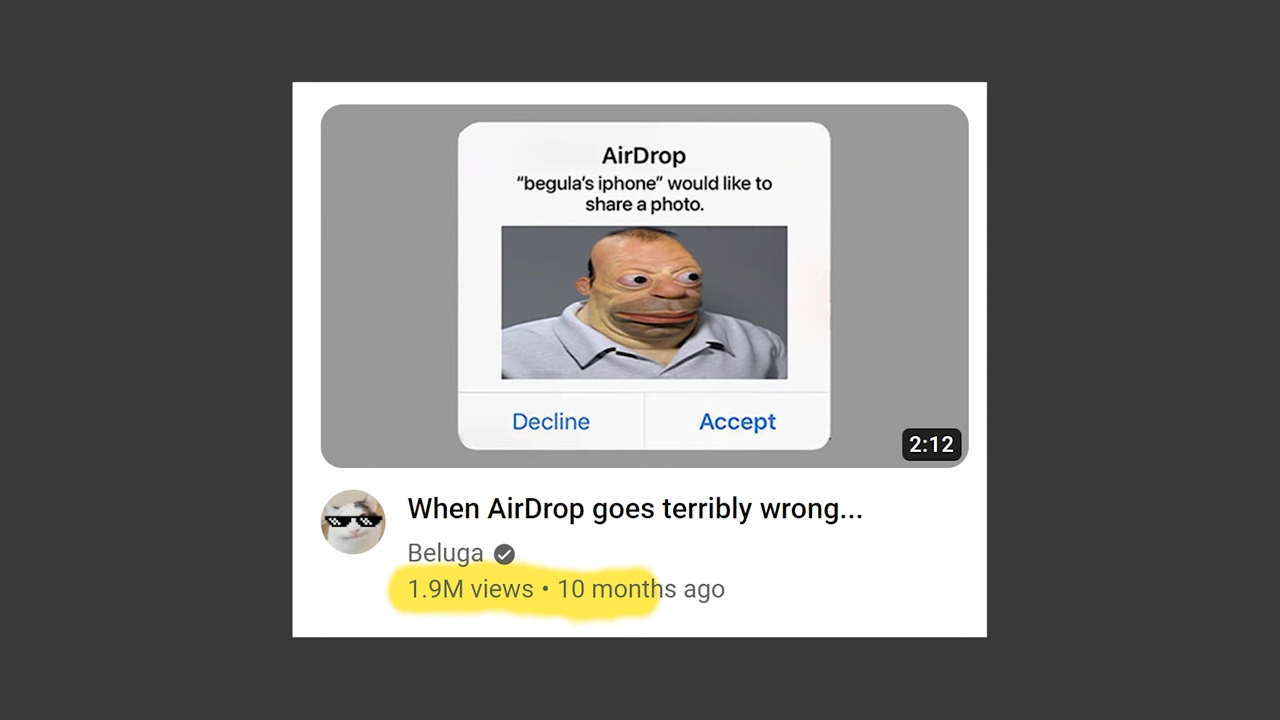 AirDrop
“begula’s iphone” would like to
share a photo.
Decline
Accept
2:12
When AirDrop goes terribly wrong...
Beluga
1.9M views • 10 months ago